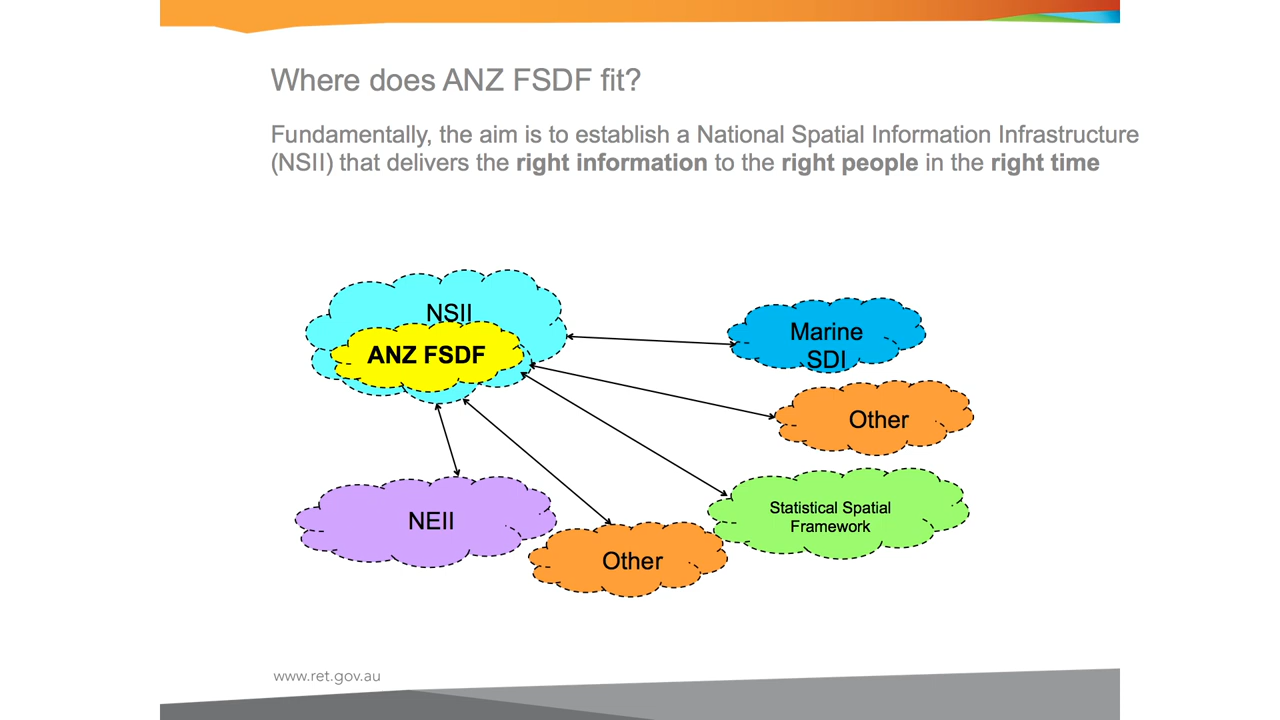 Where does ANZ FSDF fit?
Fundamentally, the aim is to establish a National Spatial Information Infrastructure
(NSII) that delivers the right information to the right people in the right time
NSII
ANZ FSDF
Marine
SDI
Other
Statistical Spatial
Framework
NEII
Other
www.ret.gov.au